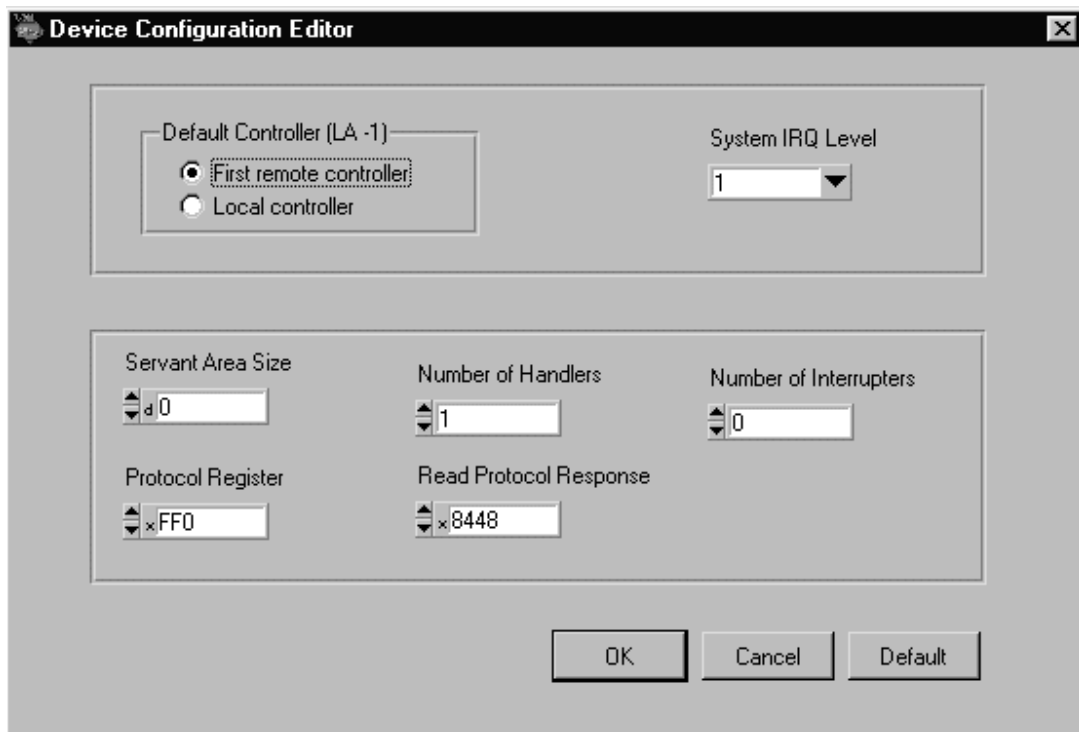 Device Configuration Editor
Default Controller (LA -1)
First remote controller
Local controller
System IRQ Level
1
Servant Area Size
d 0
Number of Handlers
1
Number of Interrupters
0
Protocol Register
x FF0
Read Protocol Response
x 8448
OK
Cancel
Default